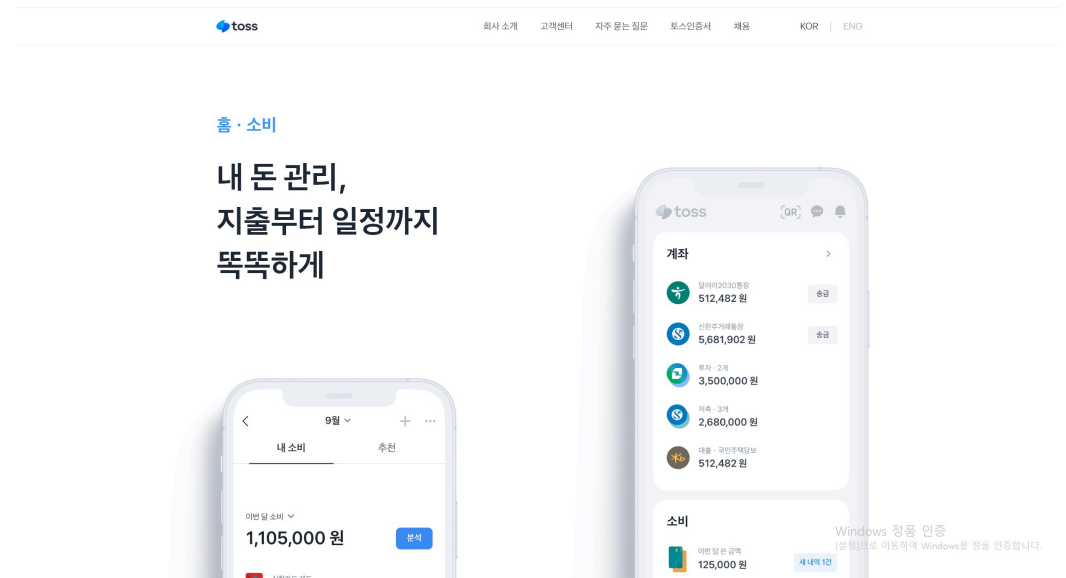 toss
회사 소개
고객센터
자주 묻는 질문
토스인증서
채용
KOR | ENG
홈 · 소비
내 돈 관리,
지출부터 일정까지
똑똑하게
9월
내 소비
추천
이번 달 소비
1,105,000 원
분석
toss
QR
계좌
달러리2030통장
512,482 원
송금
신한주거래통장
5,681,902 원
송금
투자 · 2개
3,500,000 원
저축 · 3개
2,680,000 원
대출 · 국민주택담보
512,482 원
소비
이번 달 쓴 금액
125,000 원
새 내역 1건
Windows 정품 인증
[설정]으로 이동하여 Windows를 정품 인증합니다.